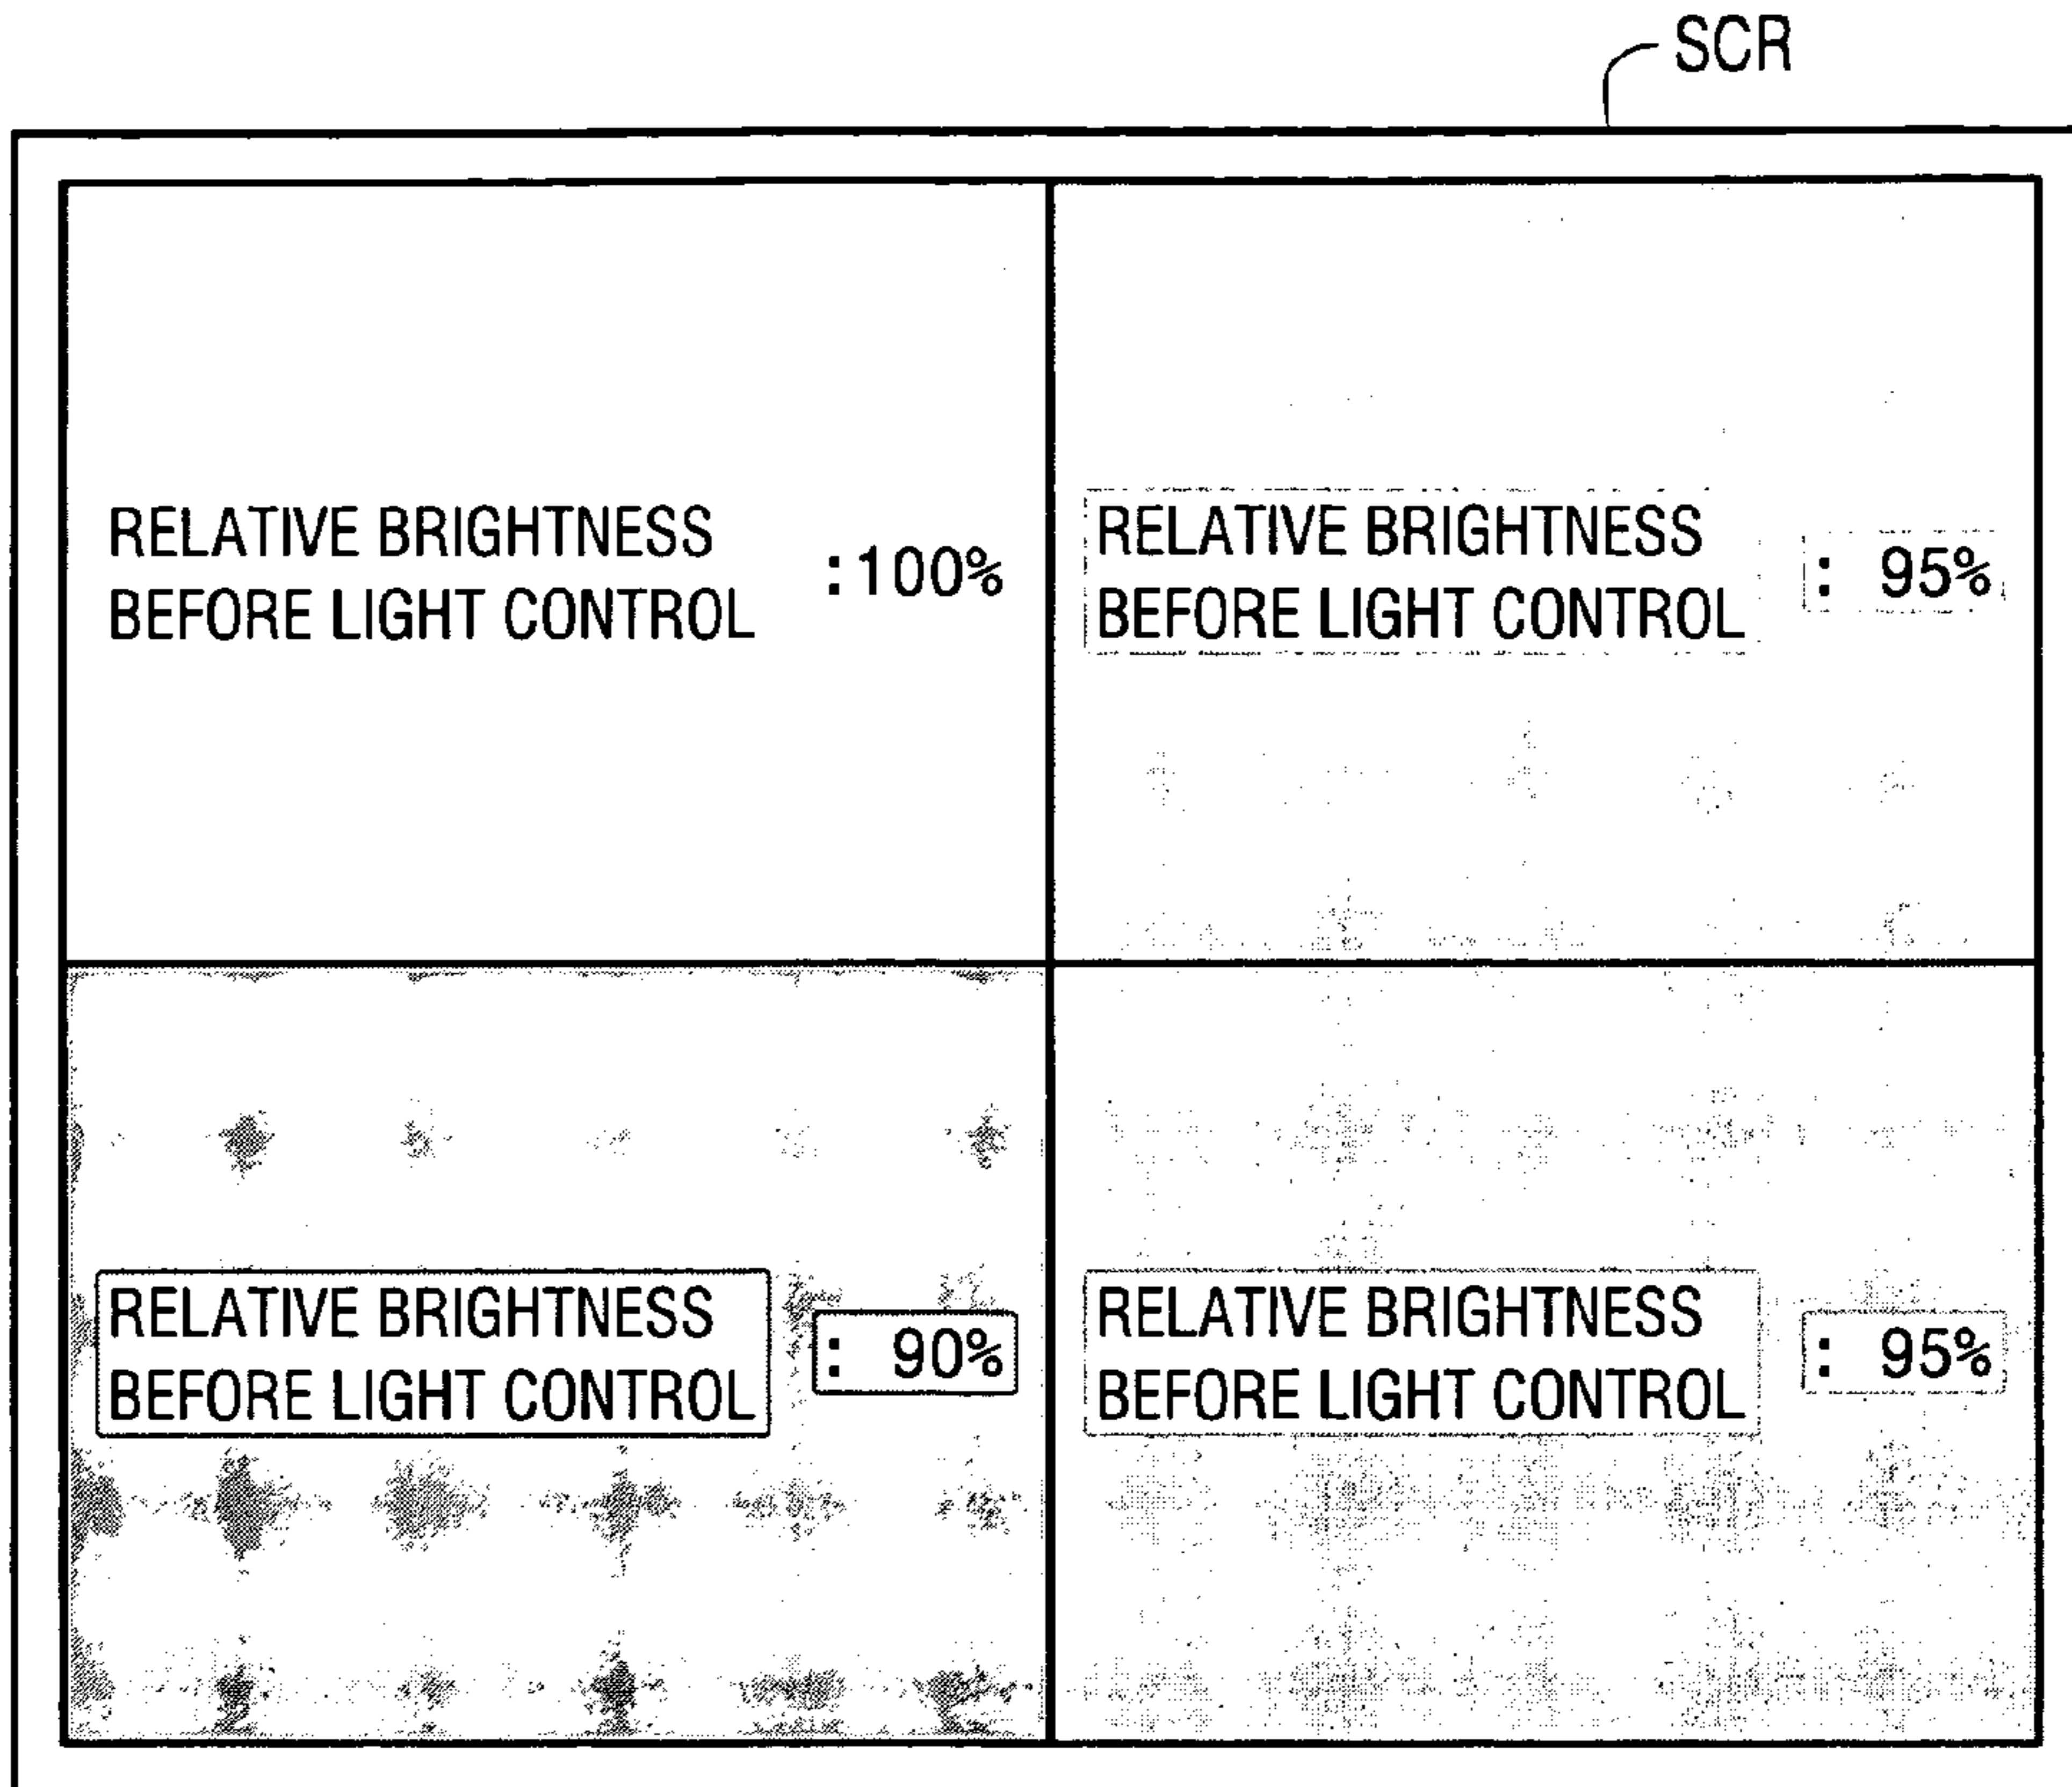 SCR
RELATIVE BRIGHTNESS
BEFORE LIGHT CONTROL :100%
RELATIVE BRIGHTNESS
BEFORE LIGHT CONTROL : 95%
RELATIVE BRIGHTNESS
BEFORE LIGHT CONTROL : 90%
RELATIVE BRIGHTNESS
BEFORE LIGHT CONTROL : 95%